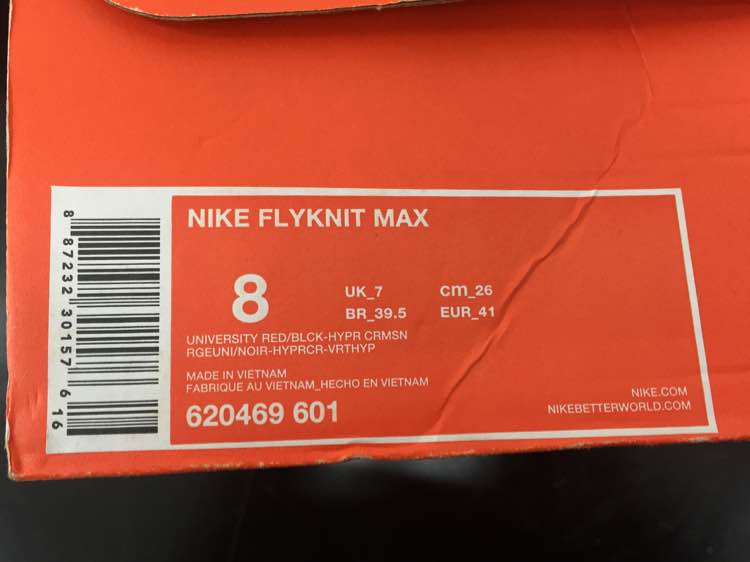 NIKE FLYKNIT MAX
8
UK_7
cm_26
BR_39.5
EUR_41
UNIVERSITY RED/BLCK-HYPR CRMSN
RGEUNI/NOIR-HYPRCR-VRTHYP
MADE IN VIETNAM
FABRIQUE AU VIETNAM_HECHO EN VIETNAM
620469 601
NIKE.COM
NIKEBETTERWORLD.COM
8 87232 30157 6 16